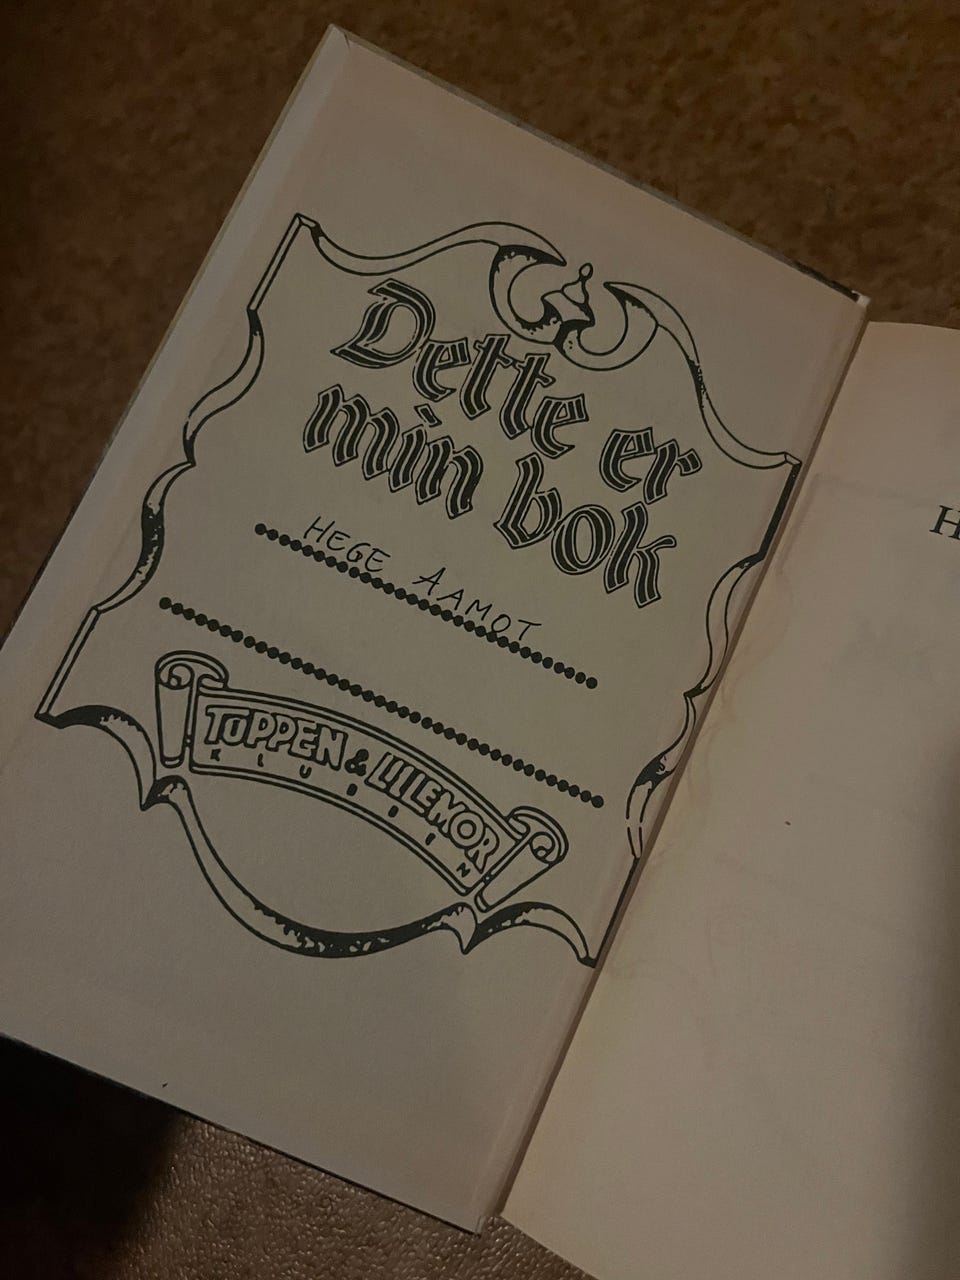 Dette er
min bok
HEGE AAMOT
TOPPEN & LILLEMOR
KLUBBEN
H